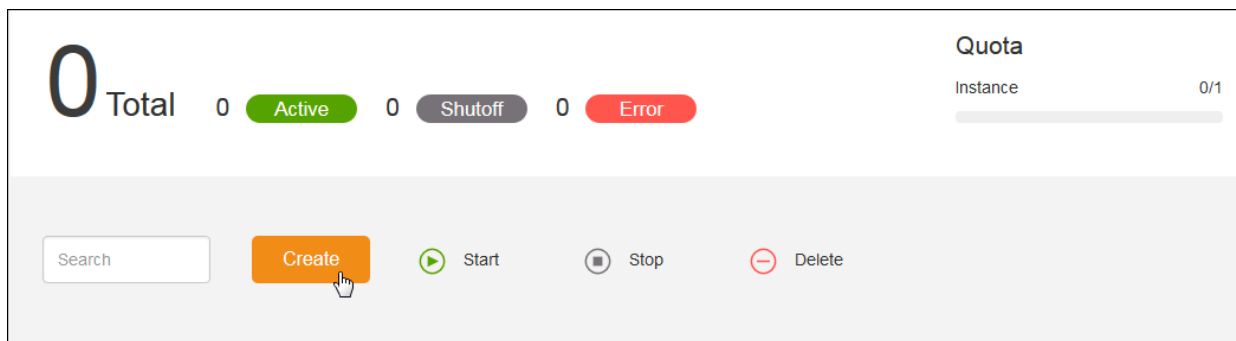 0 Total 0 Active 0 Shutoff 0 Error
Quota
Instance 0/1
Search Create Start Stop Delete